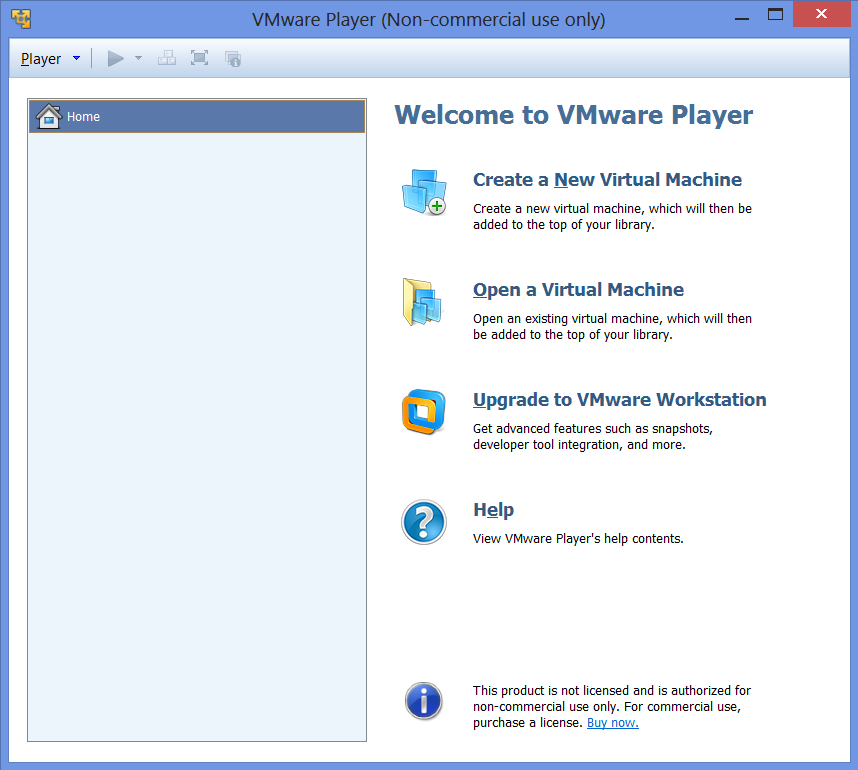 VMware Player (Non-commercial use only)
Player
Home
Welcome to VMware Player
Create a New Virtual Machine
Create a new virtual machine, which will then be
added to the top of your library.
Open a Virtual Machine
Open an existing virtual machine, which will then
be added to the top of your library.
Upgrade to VMware Workstation
Get advanced features such as snapshots,
developer tool integration, and more.
Help
View VMware Player's help contents.
This product is not licensed and is authorized for
non-commercial use only. For commercial use,
purchase a license. Buy now.